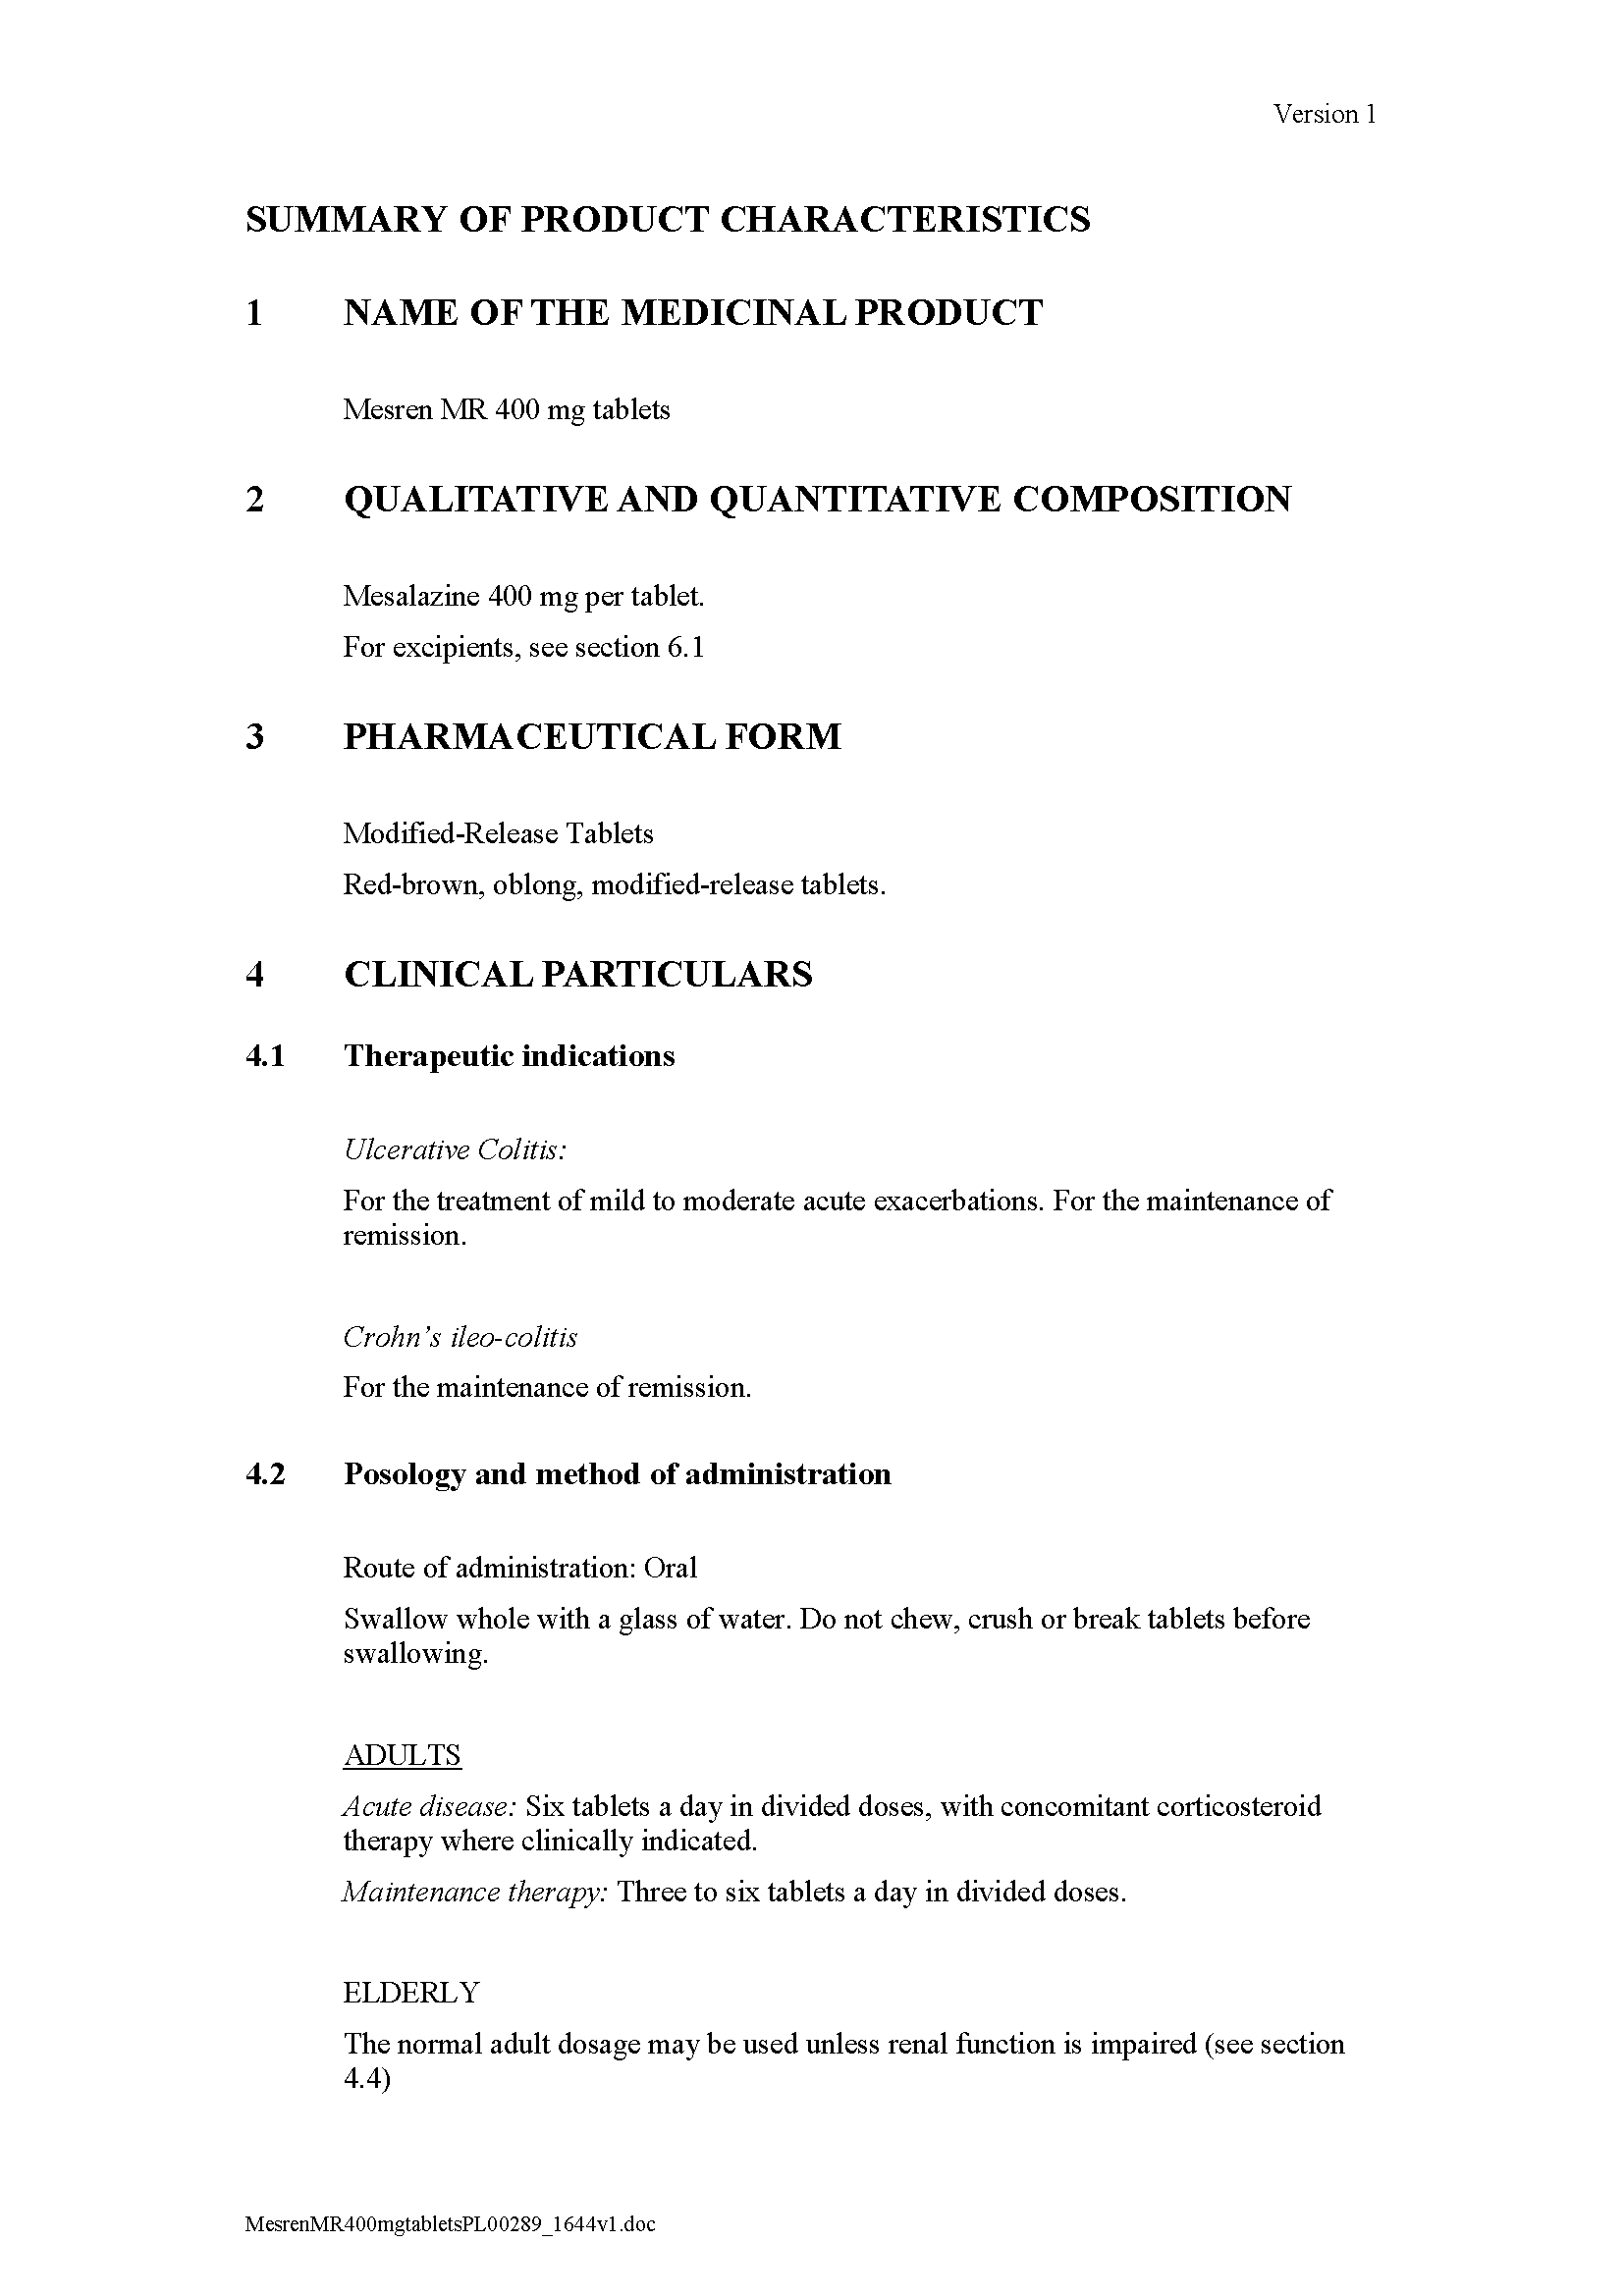 Version 1
SUMMARY OF PRODUCT CHARACTERISTICS
1 NAME OF THE MEDICINAL PRODUCT
Mesren MR 400 mg tablets
2 QUALITATIVE AND QUANTITATIVE COMPOSITION
Mesalazine 400 mg per tablet.
For excipients, see section 6.1
3 PHARMACEUTICAL FORM
Modified-Release Tablets
Red-brown, oblong, modified-release tablets.
4 CLINICAL PARTICULARS
4.1 Therapeutic indications
Ulcerative Colitis:
For the treatment of mild to moderate acute exacerbations. For the maintenance of
remission.
Crohn’s ileo-colitis
For the maintenance of remission.
4.2 Posology and method of administration
Route of administration: Oral
Swallow whole with a glass of water. Do not chew, crush or break tablets before
swallowing.
ADULTS
Acute disease: Six tablets a day in divided doses, with concomitant corticosteroid
therapy where clinically indicated.
Maintenance therapy: Three to six tablets a day in divided doses.
ELDERLY
The normal adult dosage may be used unless renal function is impaired (see section
4.4)
MesrenMR400mgtabletsPL00289_1644v1.doc